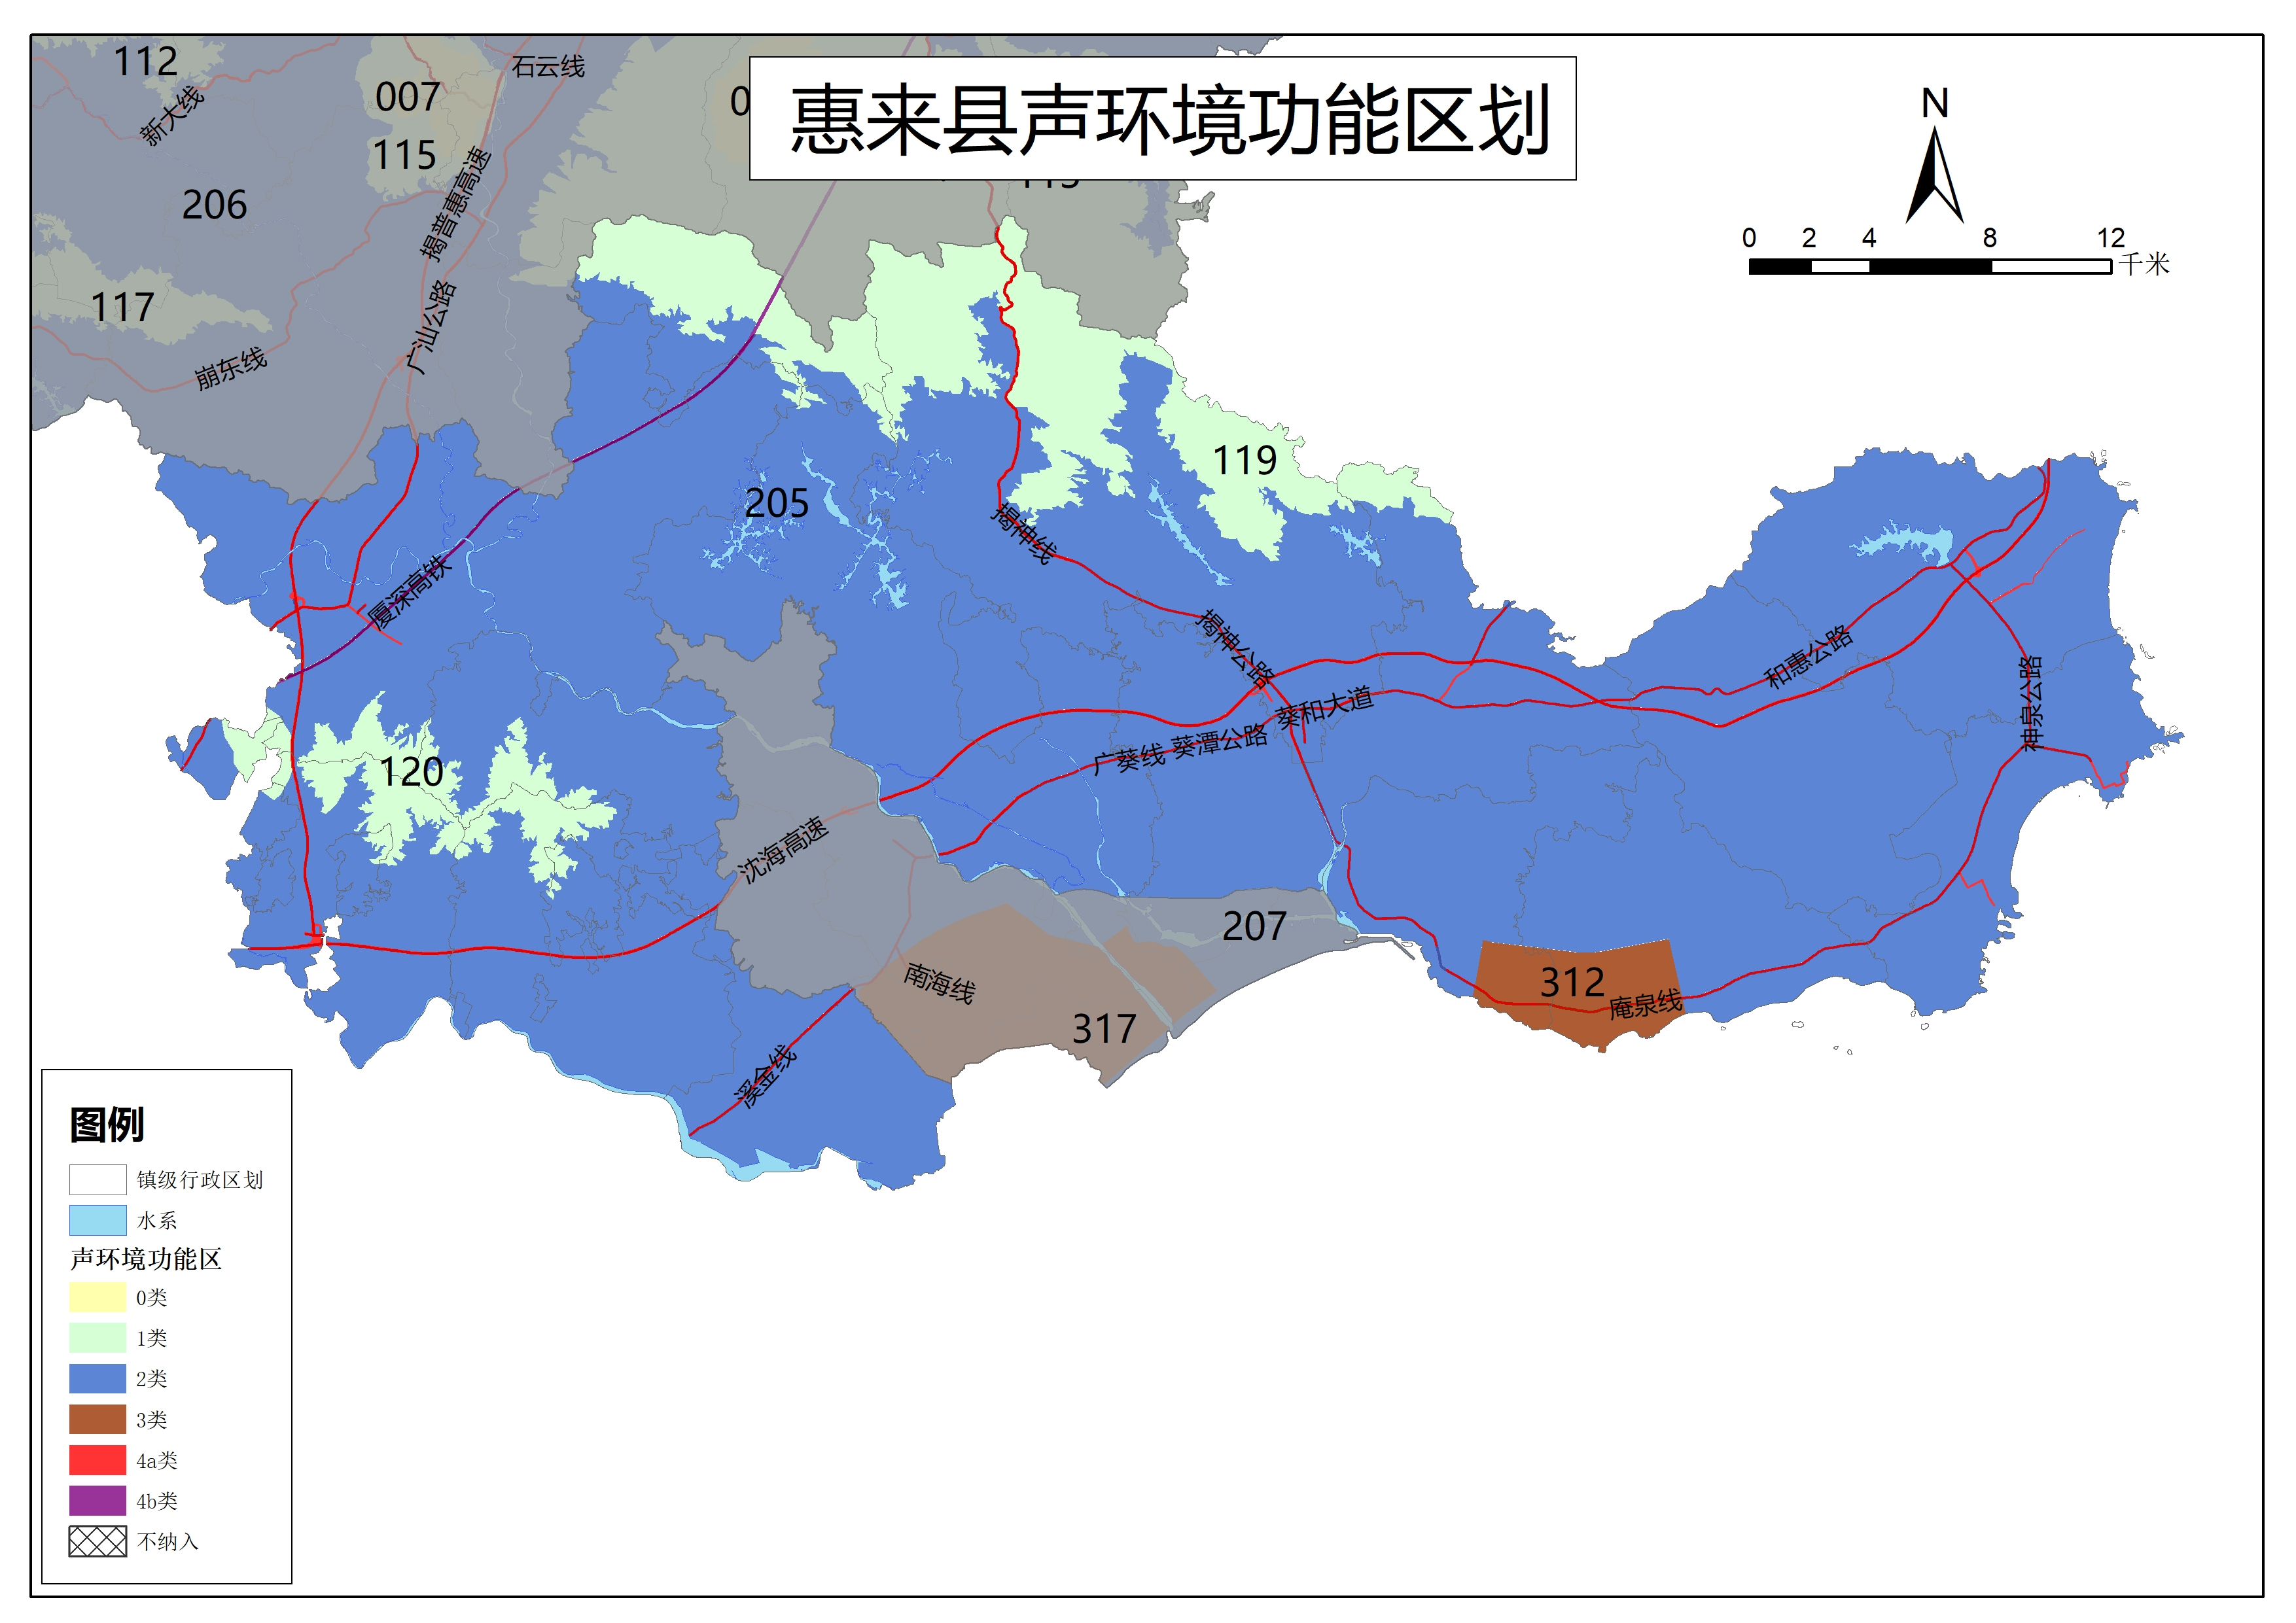 惠来县声环境功能区划
N
0 2 4 8 12
千米
112
新大线
007
115
石云线
揭普惠高速
206
117
崩东线
广汕公路
0
119
205
揭神线
厦深高铁
揭神公路
和惠公路
神泉公路
120
广葵线 葵潭公路 葵和大道
沈海高速
207
南海线
312
庵泉线
317
溪金线
图例
镇级行政区划
水系
声环境功能区
0类
1类
2类
3类
4a类
4b类
不纳入